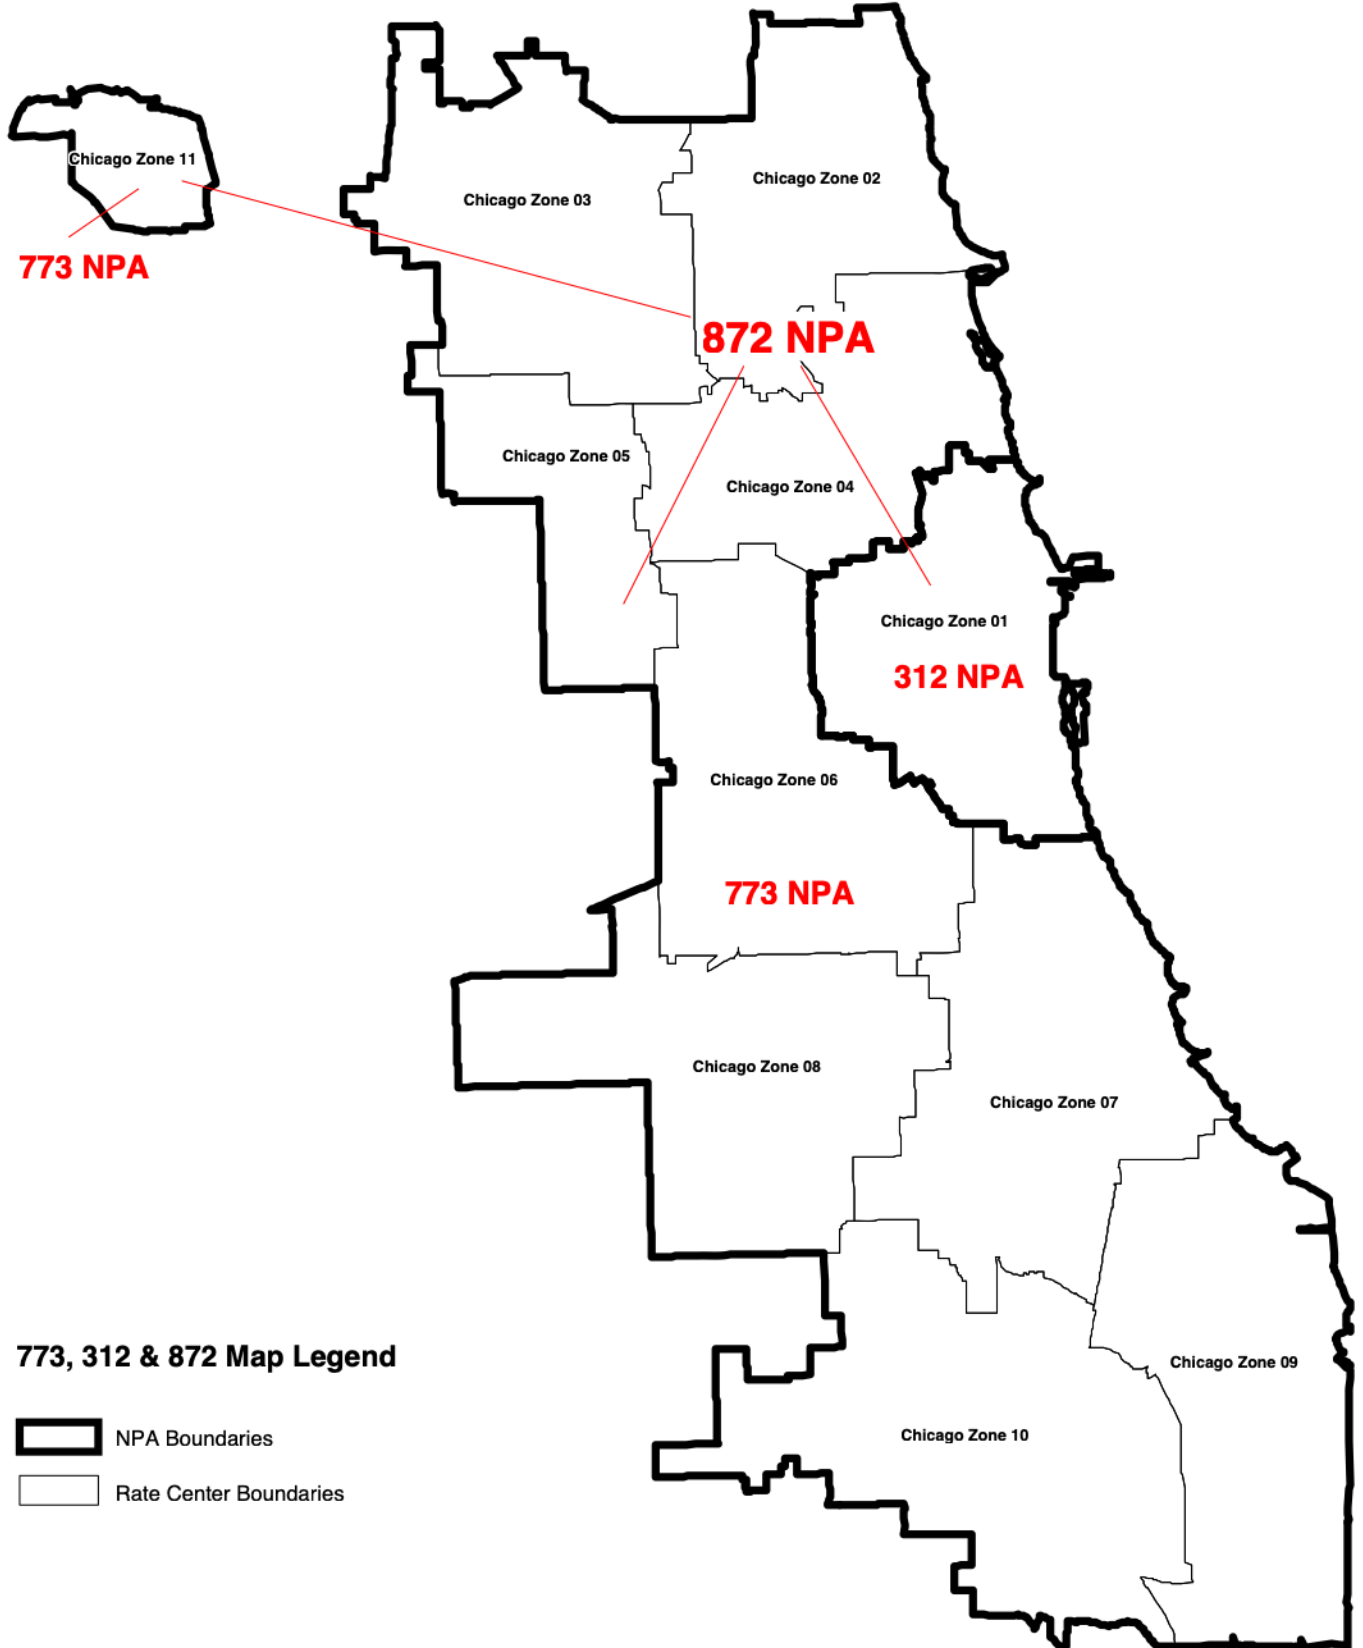 Chicago Zone 11
773 NPA
Chicago Zone 03
Chicago Zone 02
872 NPA
Chicago Zone 05
Chicago Zone 04
Chicago Zone 01
312 NPA
Chicago Zone 06
773 NPA
Chicago Zone 08
Chicago Zone 07
Chicago Zone 09
Chicago Zone 10
773, 312 & 872 Map Legend
NPA Boundaries
Rate Center Boundaries